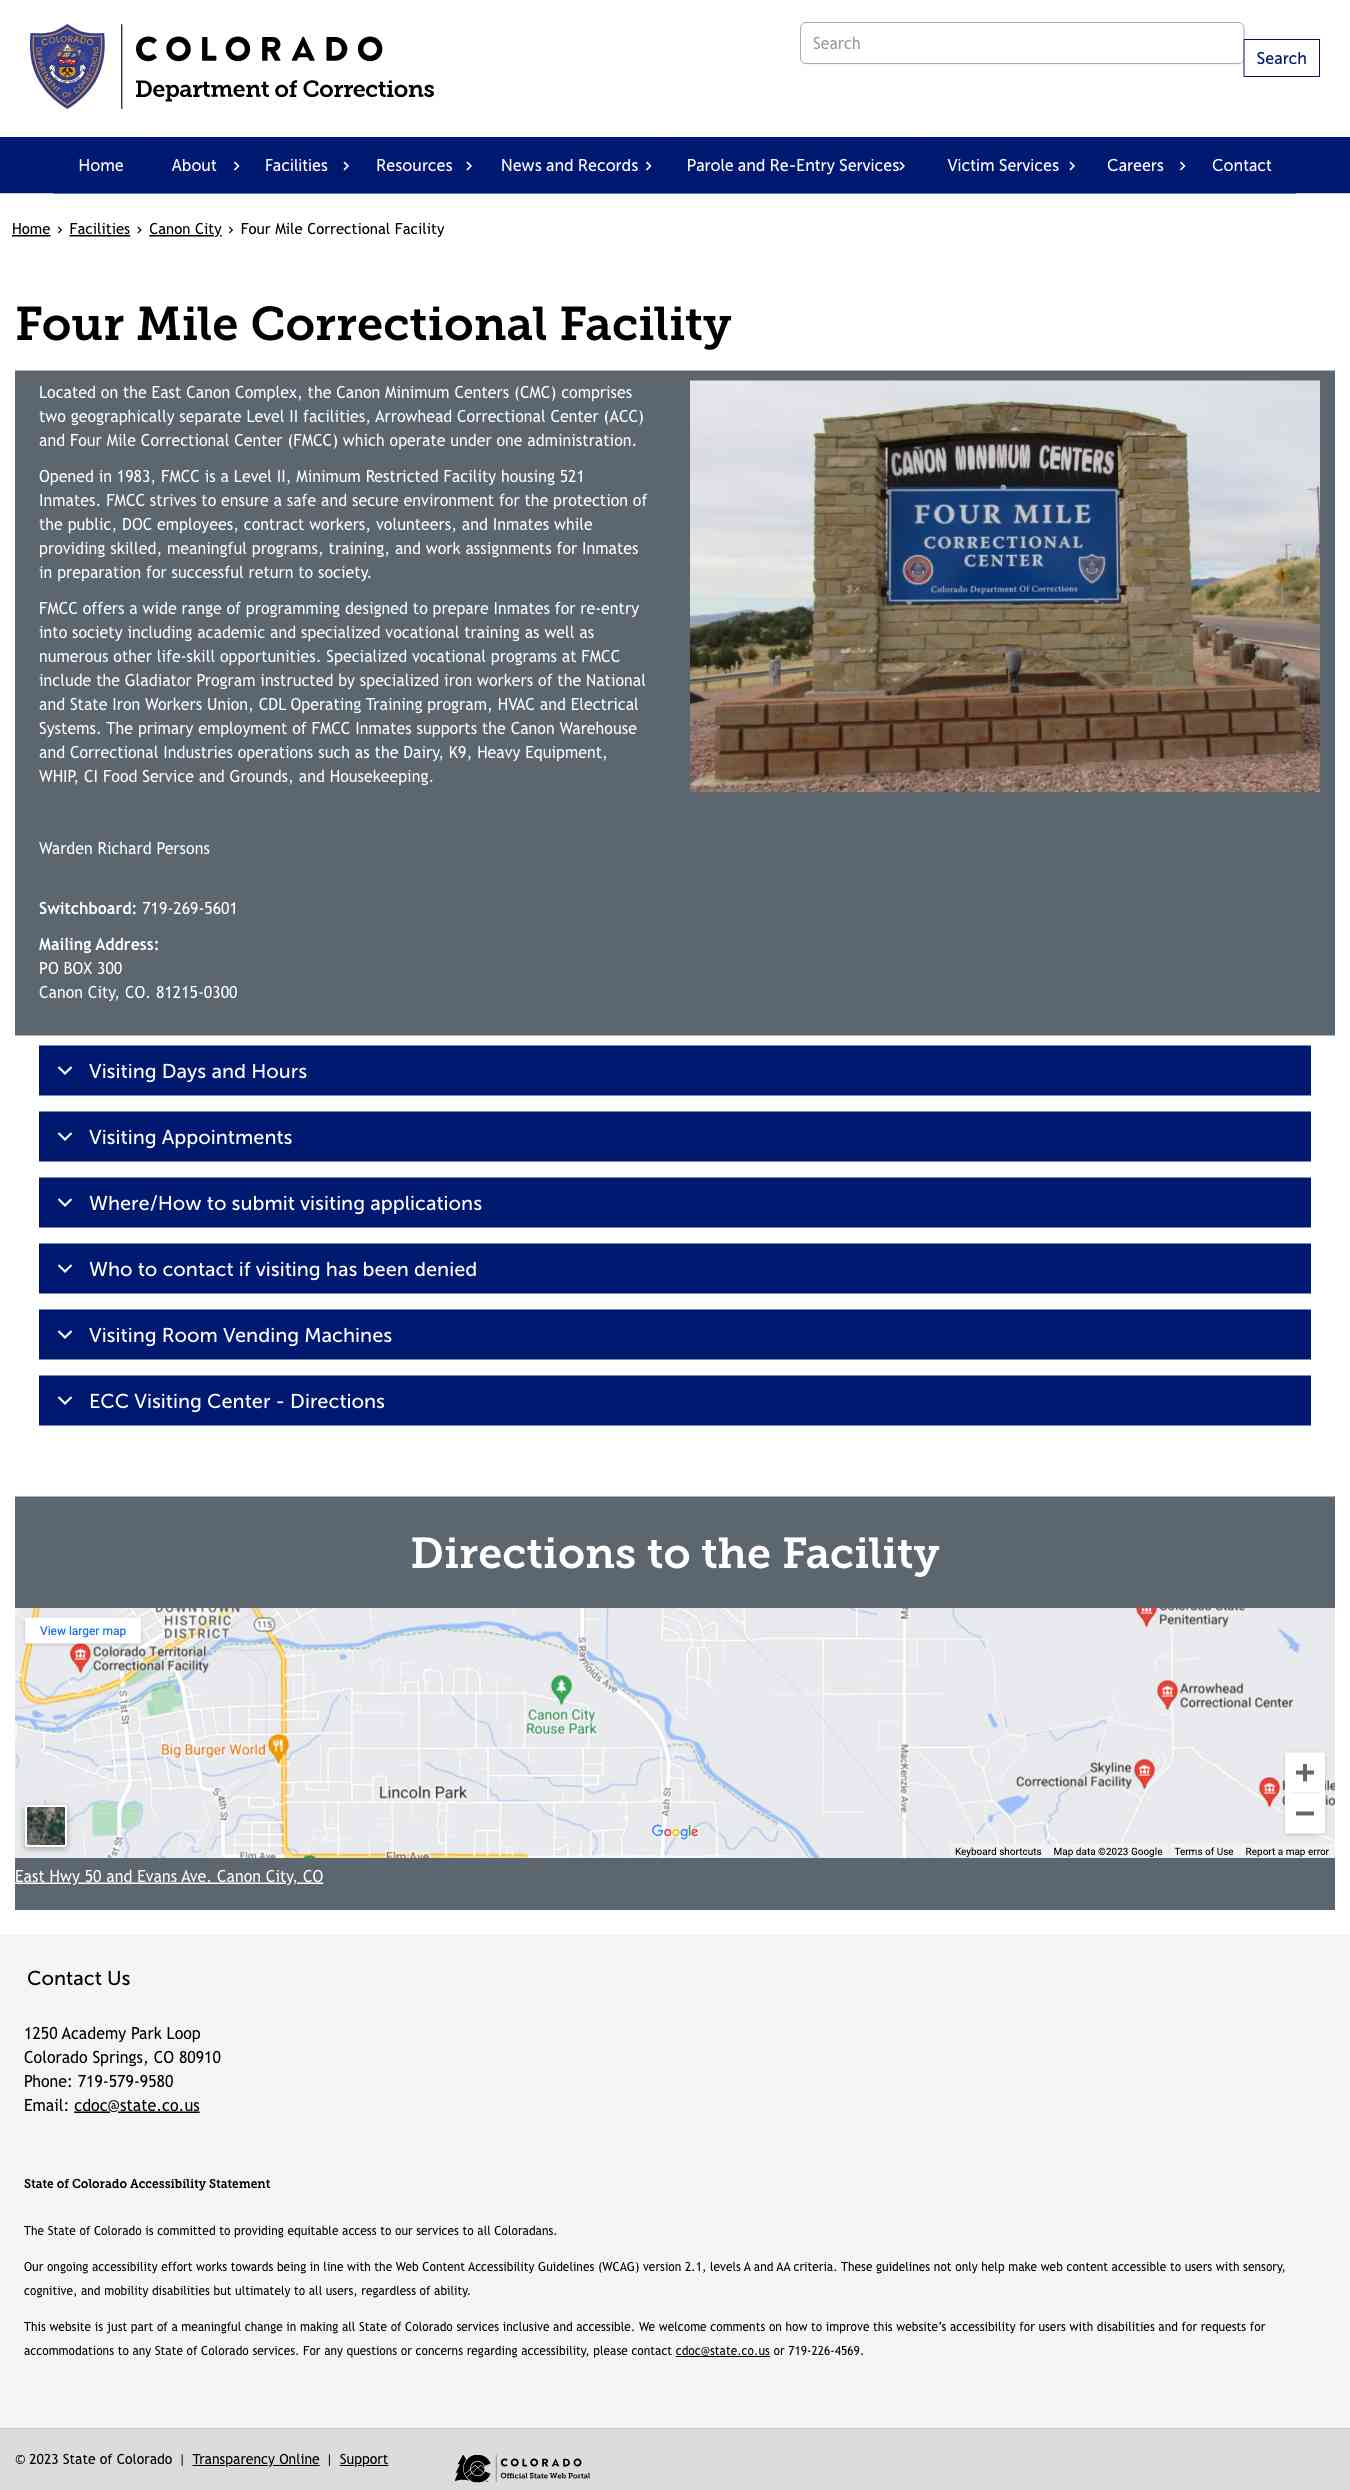 COLORADO
Department of Corrections
Search
Search
Home
About
Facilities
Resources
News and Records
Parole and Re-Entry Services
Victim Services
Careers
Contact
Home › Facilities › Canon City › Four Mile Correctional Facility
Four Mile Correctional Facility
Located on the East Canon Complex, the Canon Minimum Centers (CMC) comprises
two geographically separate Level II facilities, Arrowhead Correctional Center (ACC)
and Four Mile Correctional Center (FMCC) which operate under one administration.
Opened in 1983, FMCC is a Level II, Minimum Restricted Facility housing 521
Inmates. FMCC strives to ensure a safe and secure environment for the protection of
the public, DOC employees, contract workers, volunteers, and Inmates while
providing skilled, meaningful programs, training, and work assignments for Inmates
in preparation for successful return to society.
FMCC offers a wide range of programming designed to prepare Inmates for re-entry
into society including academic and specialized vocational training as well as
numerous other life-skill opportunities. Specialized vocational programs at FMCC
include the Gladiator Program instructed by specialized iron workers of the National
and State Iron Workers Union, CDL Operating Training program, HVAC and Electrical
Systems. The primary employment of FMCC Inmates supports the Canon Warehouse
and Correctional Industries operations such as the Dairy, K9, Heavy Equipment,
WHIP, CI Food Service and Grounds, and Housekeeping.
CAÑON MINIMUM CENTERS
FOUR MILE
CORRECTIONAL
CENTER
Colorado Department Of Corrections
Warden Richard Persons
Switchboard: 719-269-5601
Mailing Address:
PO BOX 300
Canon City, CO. 81215-0300
Visiting Days and Hours
Visiting Appointments
Where/How to submit visiting applications
Who to contact if visiting has been denied
Visiting Room Vending Machines
ECC Visiting Center - Directions
Directions to the Facility
View larger map
DOWNTOWN
HISTORIC
DISTRICT
115
Colorado Territorial
Correctional Facility
S 1st St
Big Burger World
S 4th St
Elm Ave
Elm Ave
Lincoln Park
Canon City
Rouse Park
S Raynolds Ave
Ash St
MacKenzie Ave
Colorado State
Penitentiary
Arrowhead
Correctional Center
Skyline
Correctional Facility
Google
Keyboard shortcuts
Map data ©2023 Google
Terms of Use
Report a map error
East Hwy 50 and Evans Ave. Canon City, CO
Contact Us
1250 Academy Park Loop
Colorado Springs, CO 80910
Phone: 719-579-9580
Email: cdoc@state.co.us
State of Colorado Accessibility Statement
The State of Colorado is committed to providing equitable access to our services to all Coloradans.
Our ongoing accessibility effort works towards being in line with the Web Content Accessibility Guidelines (WCAG) version 2.1, levels A and AA criteria. These guidelines not only help make web content accessible to users with sensory,
cognitive, and mobility disabilities but ultimately to all users, regardless of ability.
This website is just part of a meaningful change in making all State of Colorado services inclusive and accessible. We welcome comments on how to improve this website's accessibility for users with disabilities and for requests for
accommodations to any State of Colorado services. For any questions or concerns regarding accessibility, please contact cdoc@state.co.us or 719-226-4569.
© 2023 State of Colorado | Transparency Online | Support
COLORADO
Official State Web Portal